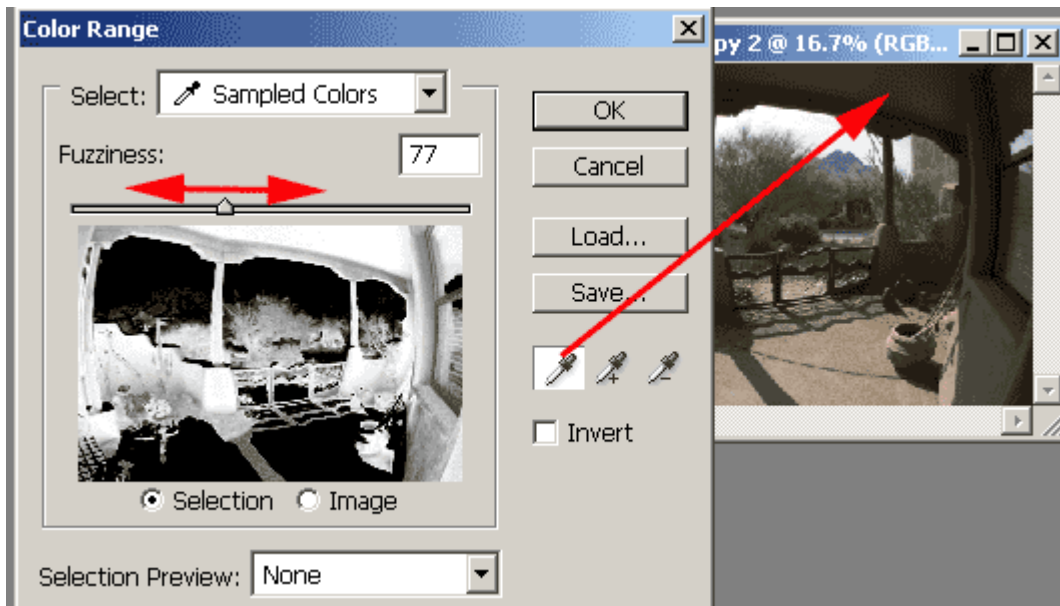 Color Range
py 2 @ 16.7% (RGB...
Select: Sampled Colors
OK
Fuzziness: 77
Cancel
Load...
Save...
Invert
Selection Image
Selection Preview: None